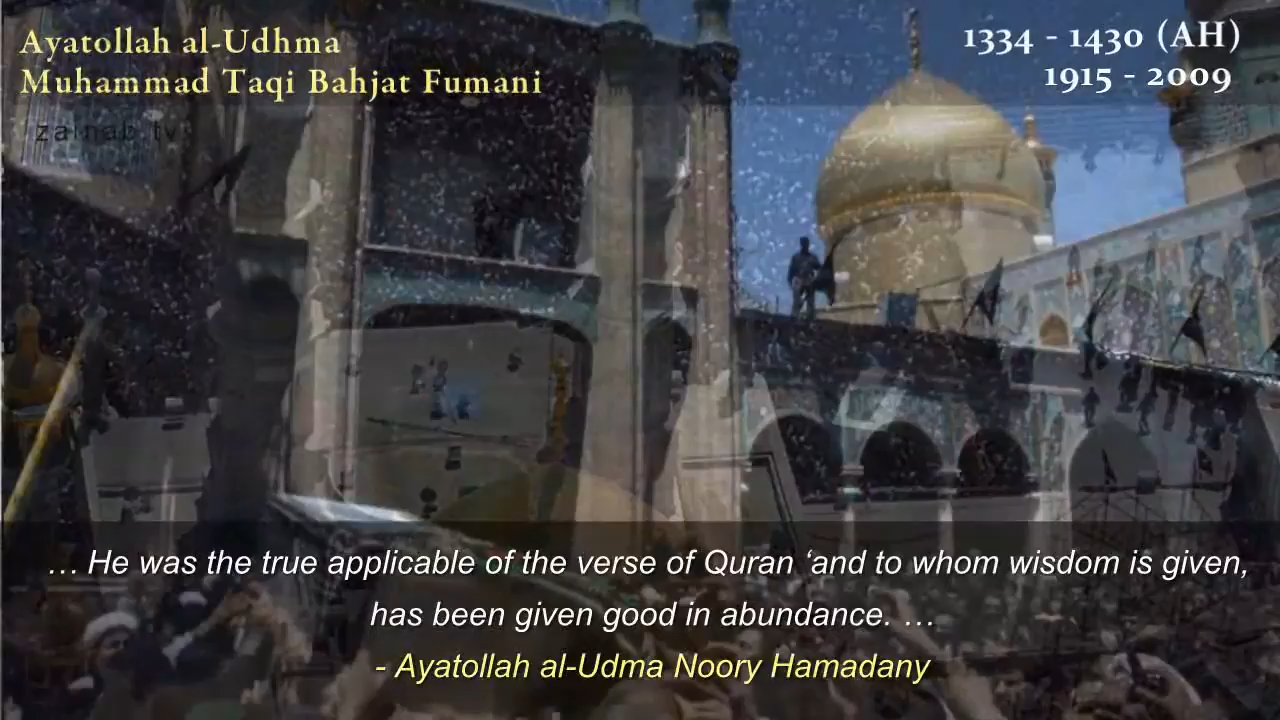 Ayatollah al-Udhma
Muhammad Taqi Bahjat Fumani
1334 - 1430 (AH)
1915 - 2009
zainab.tv
… He was the true applicable of the verse of Quran ‘and to whom wisdom is given,
has been given good in abundance. …
- Ayatollah al-Udma Noory Hamadany